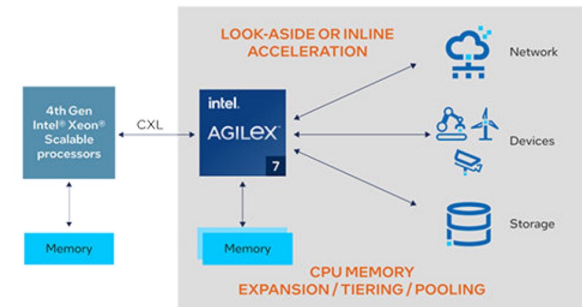 LOOK-ASIDE OR INLINE
ACCELERATION
4th Gen
Intel® Xeon®
Scalable
processors
CXL
intel.
AGILEX
7
Network
Devices
Storage
Memory
Memory
CPU MEMORY
EXPANSION / TIERING / POOLING